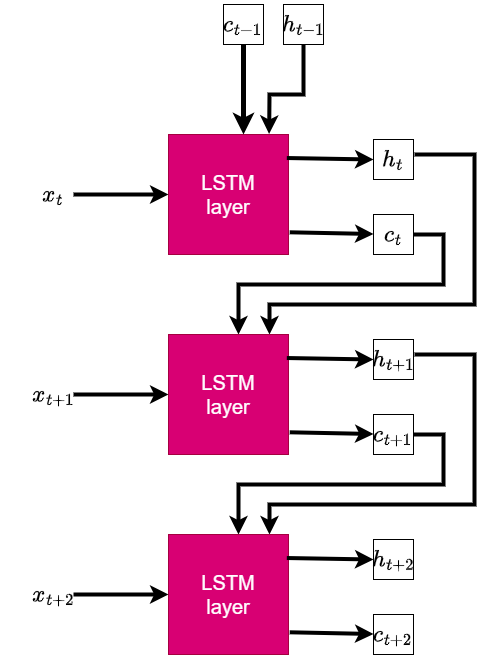 c_{t-1} h_{t-1}
LSTM
layer
x_t
h_t
c_t
LSTM
layer
x_{t+1}
h_{t+1}
c_{t+1}
LSTM
layer
x_{t+2}
h_{t+2}
c_{t+2}